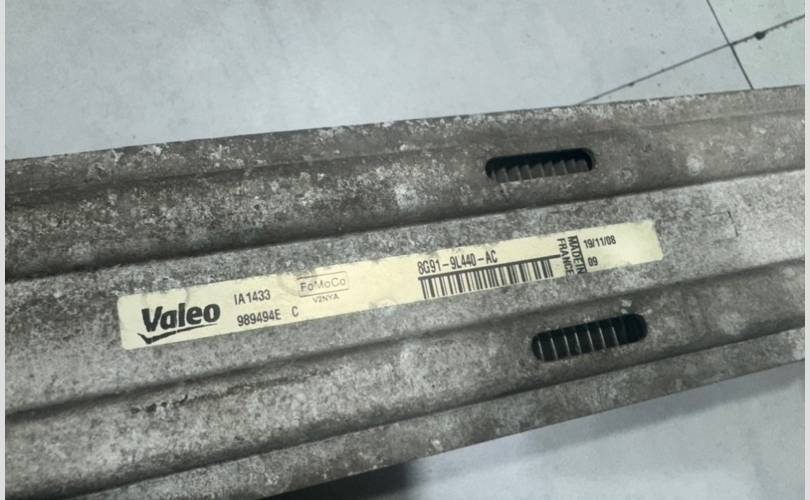 Valeo
IA1433
989494E C
FoMoCo
V2NYA
8G91-9L440-AC
MADE IN
FRANCE
19/11/08
09